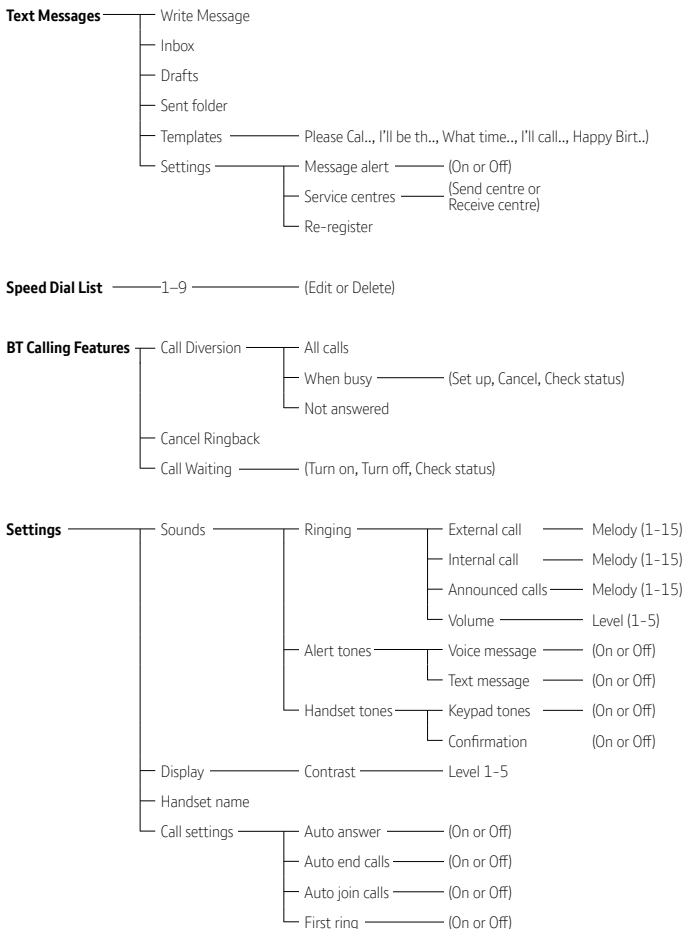 Text Messages Write Message
Inbox
Drafts
Sent folder
Templates Please Cal.., I'll be th.., What time.., I'll call.., Happy Birt..)
Settings Message alert (On or Off)
Service centres (Send centre or
Receive centre)
Re-register
Speed Dial List 1–9 (Edit or Delete)
BT Calling Features Call Diversion All calls
When busy (Set up, Cancel, Check status)
Not answered
Cancel Ringback
Call Waiting (Turn on, Turn off, Check status)
Settings Sounds Ringing External call Melody (1-15)
Internal call Melody (1-15)
Announced calls Melody (1-15)
Volume Level (1-5)
Alert tones Voice message (On or Off)
Text message (On or Off)
Handset tones Keypad tones (On or Off)
Confirmation (On or Off)
Display Contrast Level 1-5
Handset name
Call settings Auto answer (On or Off)
Auto end calls (On or Off)
Auto join calls (On or Off)
First ring (On or Off)